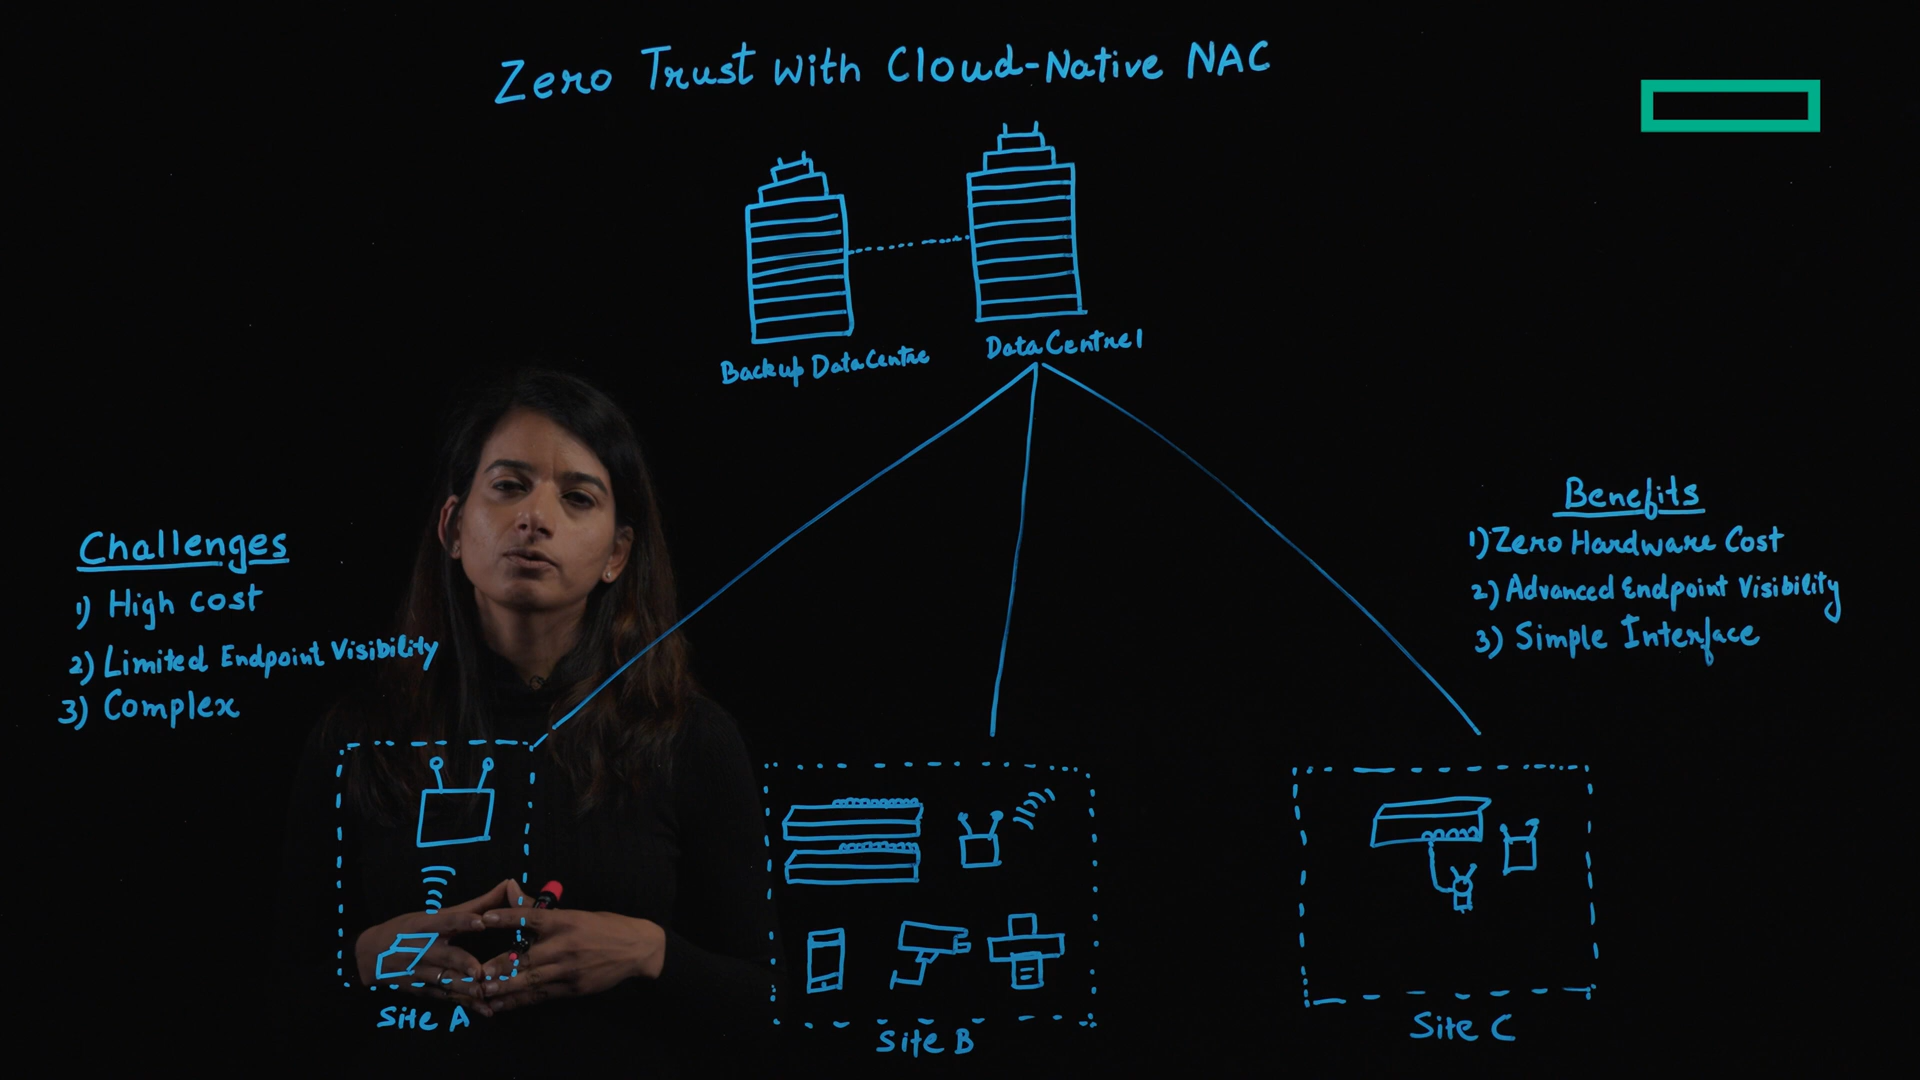 Zero Trust with Cloud-Native NAC
Backup DataCentre
DataCentre1
Challenges
1) High cost
2) Limited Endpoint Visibility
3) Complex
Benefits
1) Zero Hardware Cost
2) Advanced Endpoint Visibility
3) Simple Interface
Site A
Site B
Site C